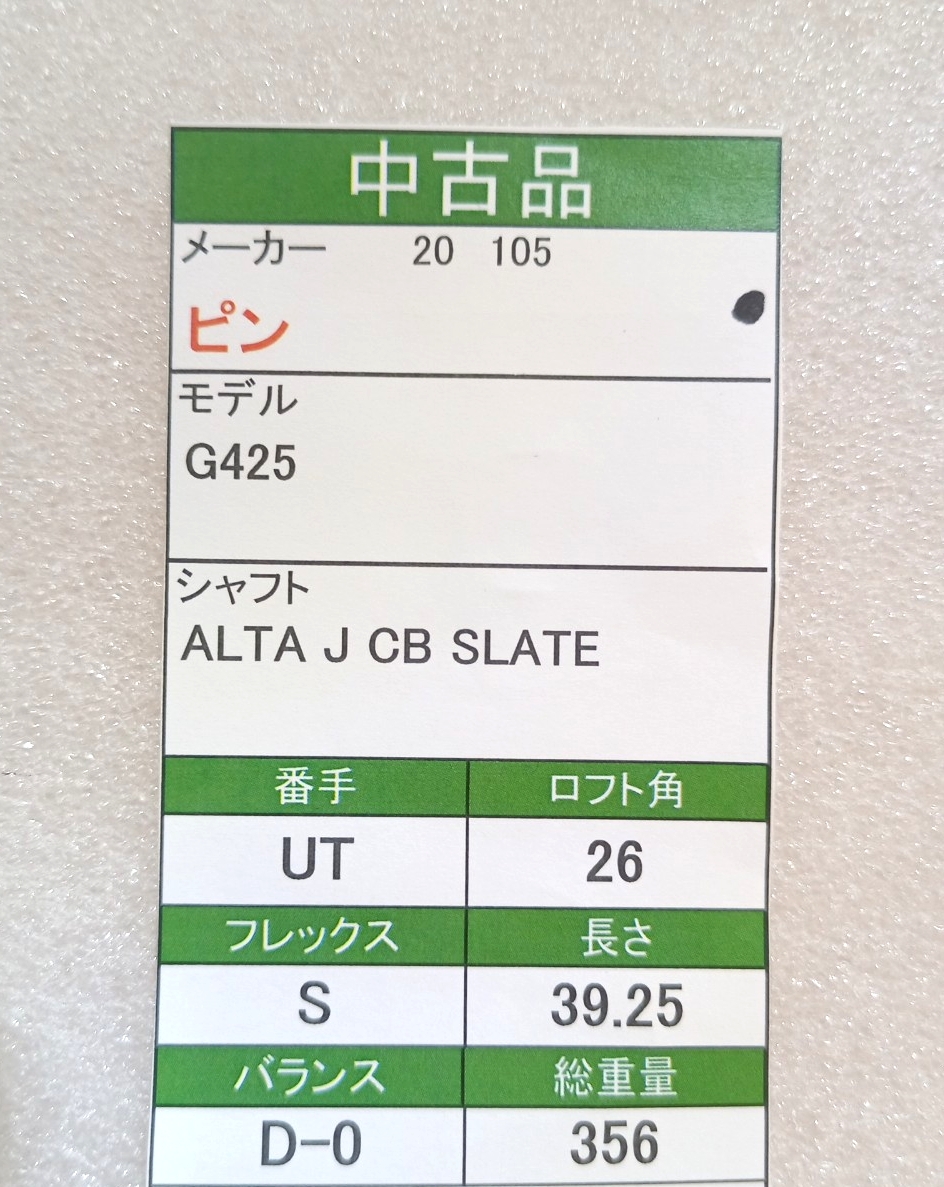 中古品
メーカー 20 105
ピン
モデル
G425
シャフト
ALTA J CB SLATE
番手 ロフト角
UT 26
フレックス 長さ
S 39.25
バランス 総重量
D-0 356